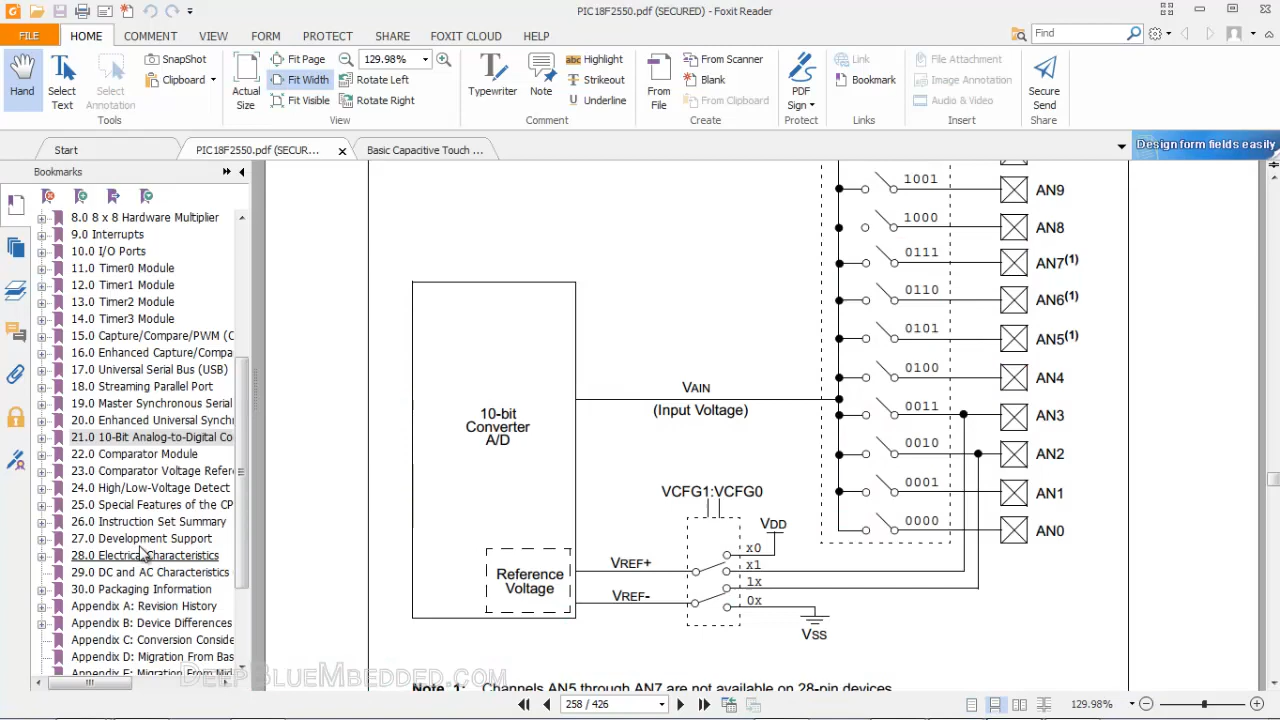 PIC18F2550.pdf (SECURED) - Foxit Reader
FILE HOME COMMENT VIEW FORM PROTECT SHARE FOXIT CLOUD HELP
Find
Hand
Select
Text
Select
Annotation
SnapShot
Clipboard
Tools
Actual
Size
Fit Page
Fit Width
Fit Visible
129.98%
Rotate Left
Rotate Right
View
Typewriter
Note
Highlight
Strikeout
Underline
Comment
From
File
From Scanner
Blank
From Clipboard
Create
PDF
Sign
Protect
Link
Bookmark
Links
File Attachment
Image Annotation
Audio & Video
Insert
Secure
Send
Share
Start
PIC18F2550.pdf (SECUR...
Basic Capacitive Touch ...
Design form fields easily
Bookmarks
8.0 8 x 8 Hardware Multiplier
9.0 Interrupts
10.0 I/O Ports
11.0 Timer0 Module
12.0 Timer1 Module
13.0 Timer2 Module
14.0 Timer3 Module
15.0 Capture/Compare/PWM (C
16.0 Enhanced Capture/Compa
17.0 Universal Serial Bus (USB)
18.0 Streaming Parallel Port
19.0 Master Synchronous Serial
20.0 Enhanced Universal Synchr
21.0 10-Bit Analog-to-Digital Co
22.0 Comparator Module
23.0 Comparator Voltage Refer
24.0 High/Low-Voltage Detect
25.0 Special Features of the CP
26.0 Instruction Set Summary
27.0 Development Support
28.0 Electrical Characteristics
29.0 DC and AC Characteristics
30.0 Packaging Information
Appendix A: Revision History
Appendix B: Device Differences
Appendix C: Conversion Conside
Appendix D: Migration From Bas
Appendix E: Migration From Mid
1001 AN9
1000 AN8
0111 AN7(1)
0110 AN6(1)
0101 AN5(1)
0100 AN4
0011 AN3
0010 AN2
0001 AN1
0000 AN0
VAIN
(Input Voltage)
10-bit
Converter
A/D
VCFG1:VCFG0
VDD
x0
x1
1x
0x
VREF+
VREF-
Reference
Voltage
VSS
Note 1: Channels AN5 through AN7 are not available on 28-pin devices.
DEEPBLUEMBEDDED.COM
258 / 426
129.98%